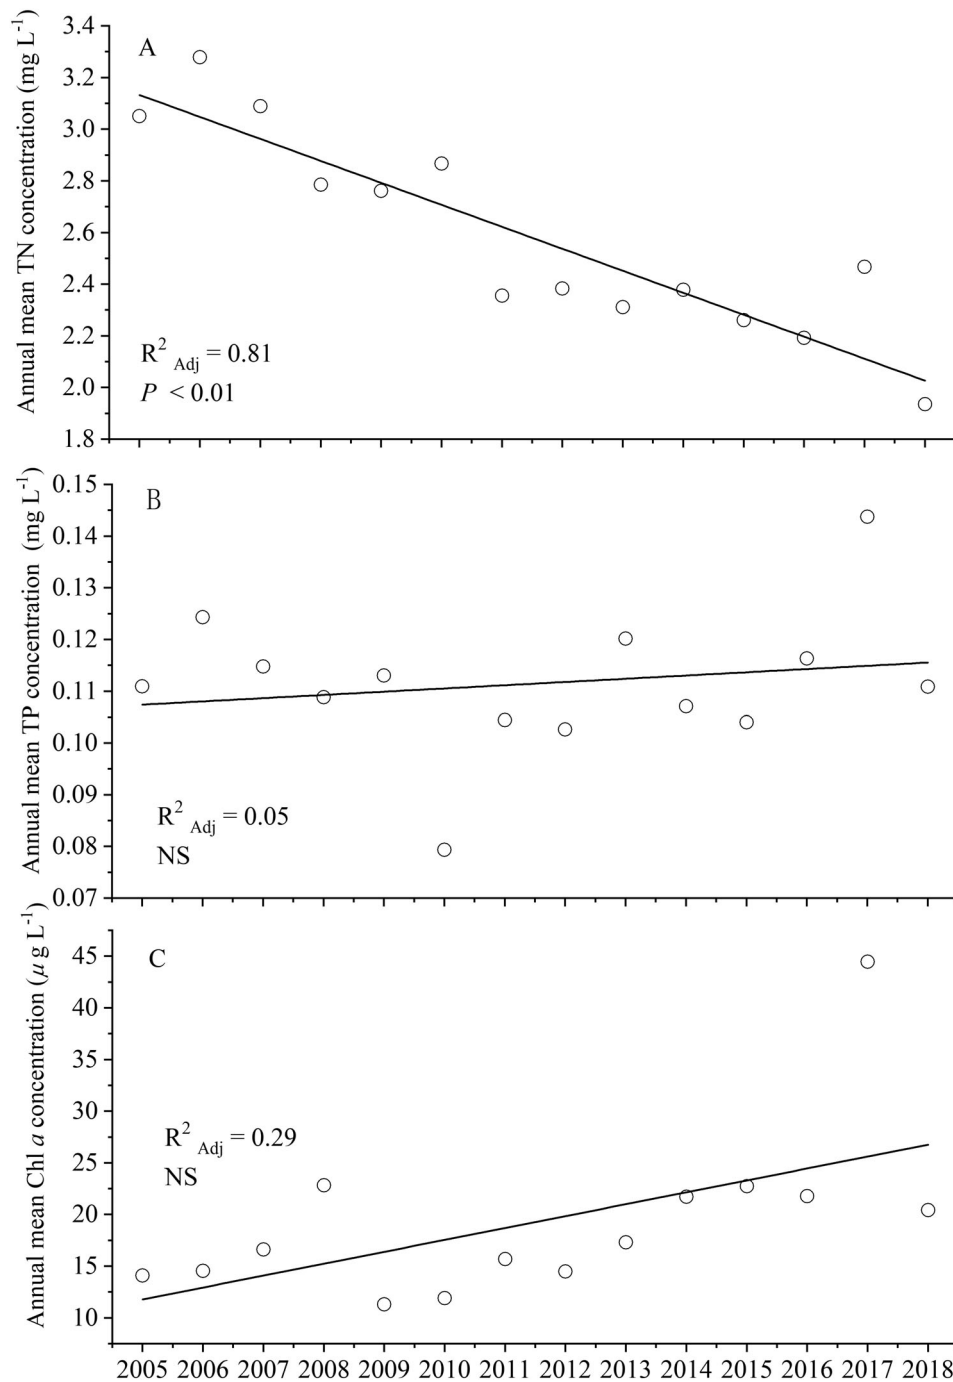 Annual mean TN concentration (mg L-1)
3.4
3.2
3.0
2.8
2.6
2.4
2.2
2.0
1.8
A
R2 Adj = 0.81
P < 0.01
Annual mean TP concentration (mg L-1)
0.15
0.14
0.13
0.12
0.11
0.10
0.09
0.08
0.07
B
R2 Adj = 0.05
NS
Annual mean Chl a concentration (μg L-1)
45
40
35
30
25
20
15
10
C
R2 Adj = 0.29
NS
2005 2006 2007 2008 2009 2010 2011 2012 2013 2014 2015 2016 2017 2018